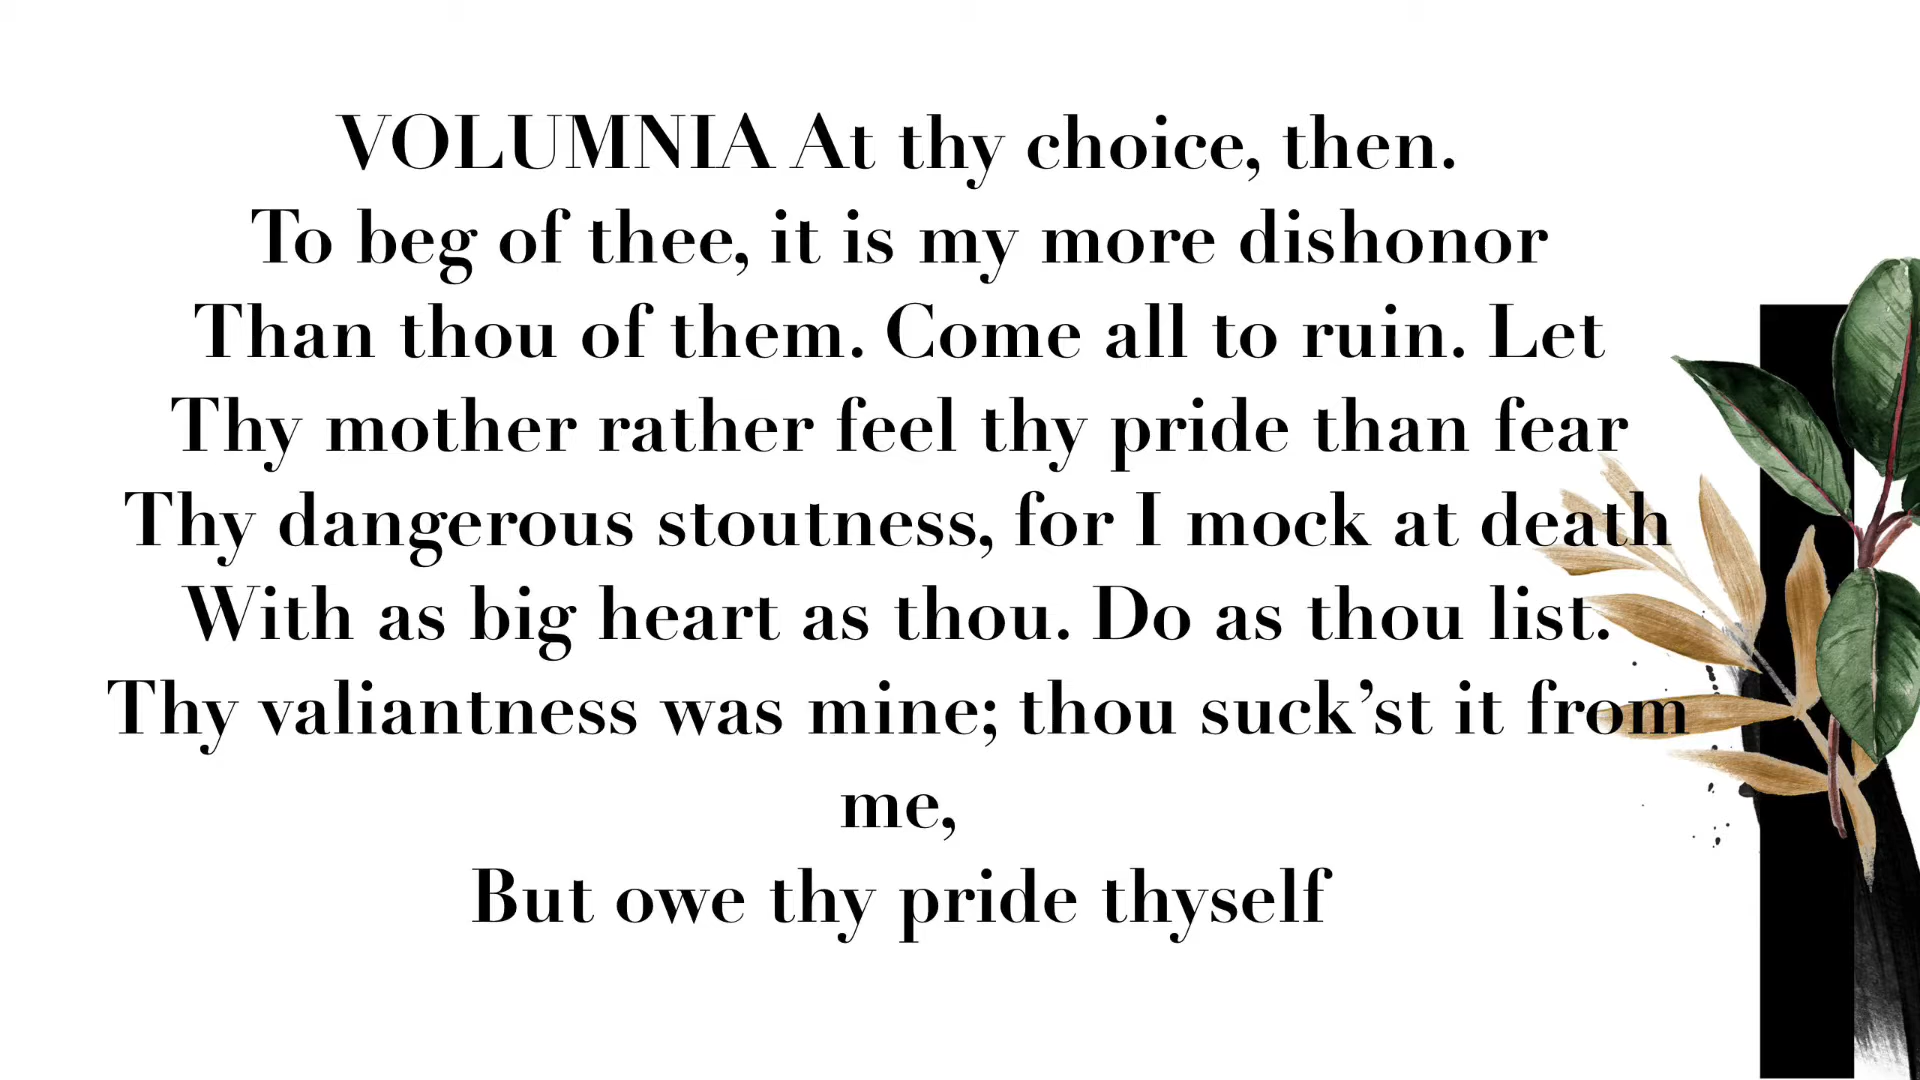 VOLUMNIA At thy choice, then.
To beg of thee, it is my more dishonor
Than thou of them. Come all to ruin. Let
Thy mother rather feel thy pride than fear
Thy dangerous stoutness, for I mock at death
With as big heart as thou. Do as thou list.
Thy valiantness was mine; thou suck’st it from
me,
But owe thy pride thyself